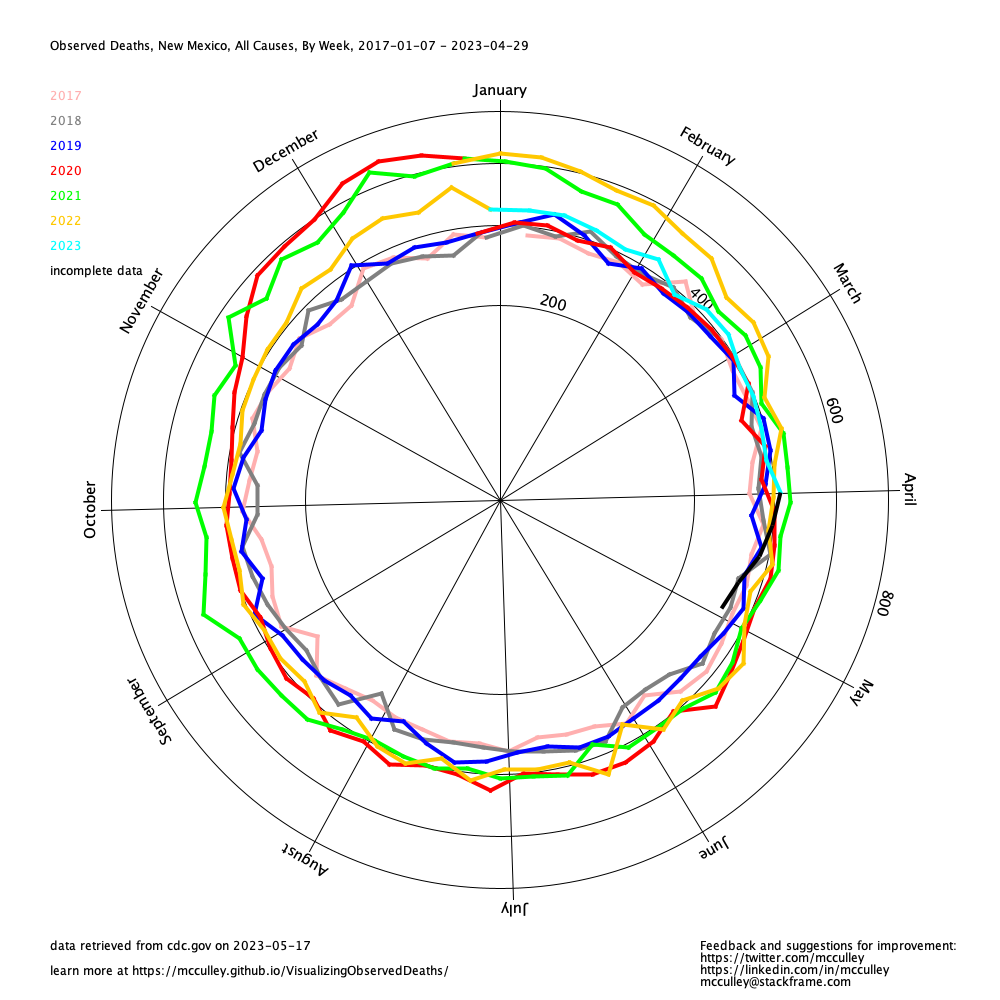 Observed Deaths, New Mexico, All Causes, By Week, 2017-01-07 - 2023-04-29
January
2017
2018
2019
2020
2021
2022
2023
incomplete data
December
February
November
March
200
400
600
October
April
800
September
May
August
June
July
data retrieved from cdc.gov on 2023-05-17
learn more at https://mcculley.github.io/VisualizingObservedDeaths/
Feedback and suggestions for improvement:
https://twitter.com/mcculley
https://linkedin.com/in/mcculley
mcculley@stackframe.com